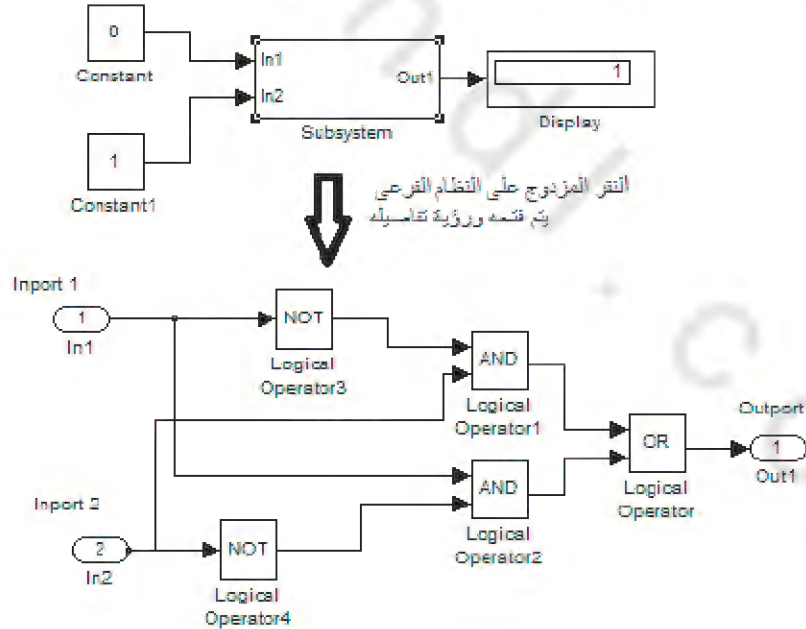 0
Constant
1
Constant1
In1
In2
Out1
Subsystem
1
Display
النقر المزدوج على النظام الفرعى
يتم فتحه ورؤية تفاصيله
Inport 1
1
In1
NOT
Logical
Operator3
AND
Logical
Operator1
OR
Logical
Operator
Outport
1
Out1
Inport 2
2
In2
NOT
Logical
Operator4
AND
Logical
Operator2